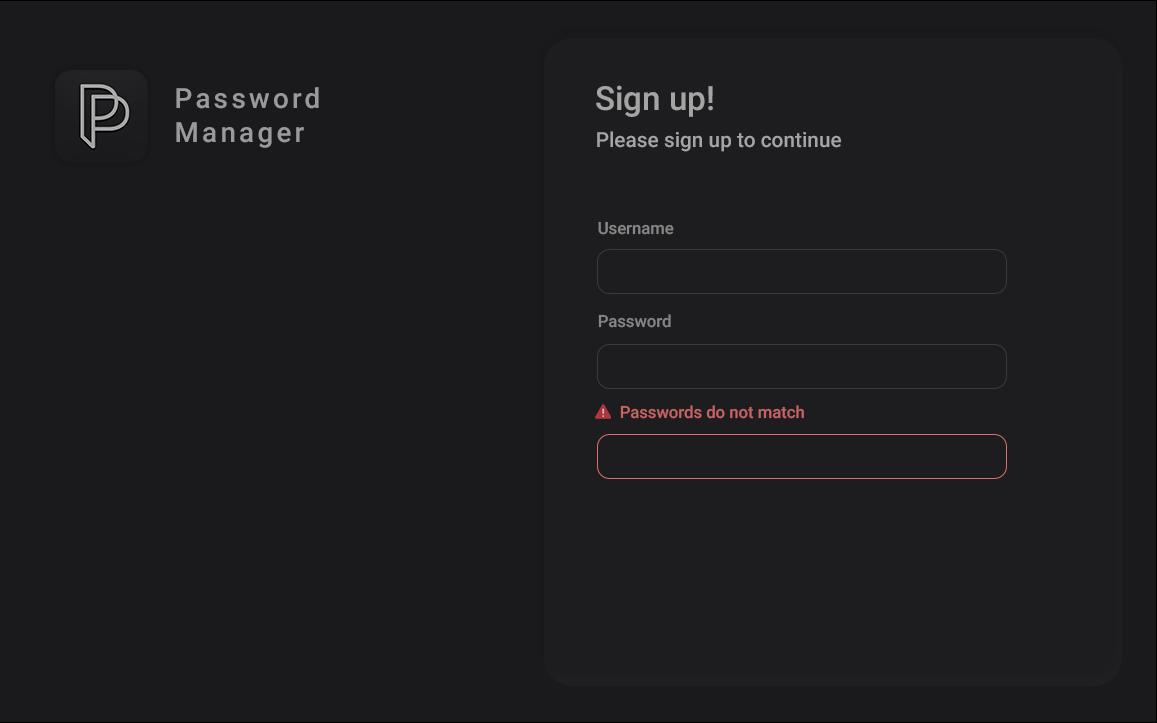 Password
Manager
Sign up!
Please sign up to continue
Username
Password
Passwords do not match